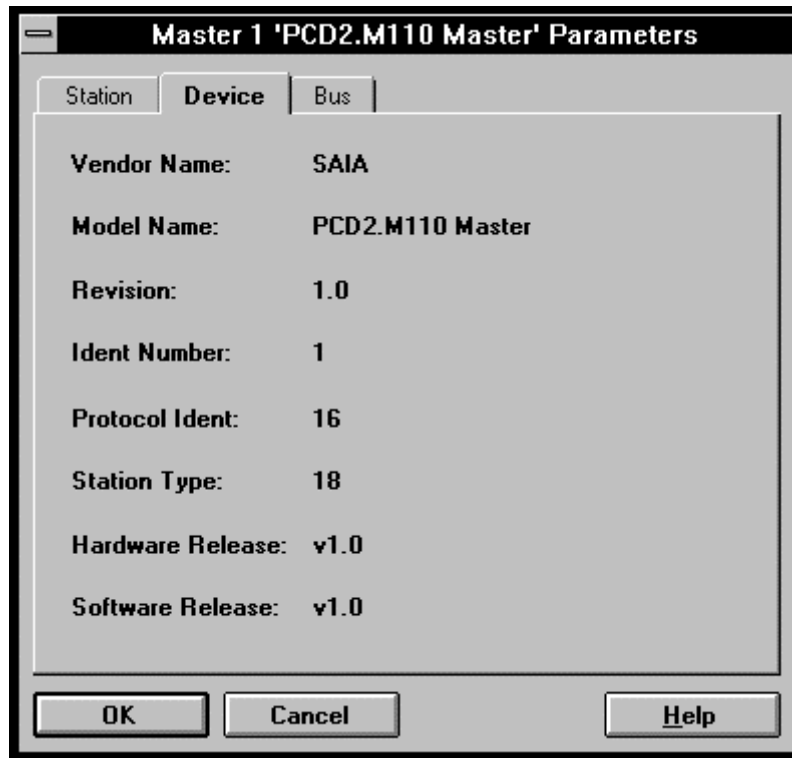 Master 1 'PCD2.M110 Master' Parameters
Station Device Bus
Vendor Name: SAIA
Model Name: PCD2.M110 Master
Revision: 1.0
Ident Number: 1
Protocol Ident: 16
Station Type: 18
Hardware Release: v1.0
Software Release: v1.0
OK Cancel Help